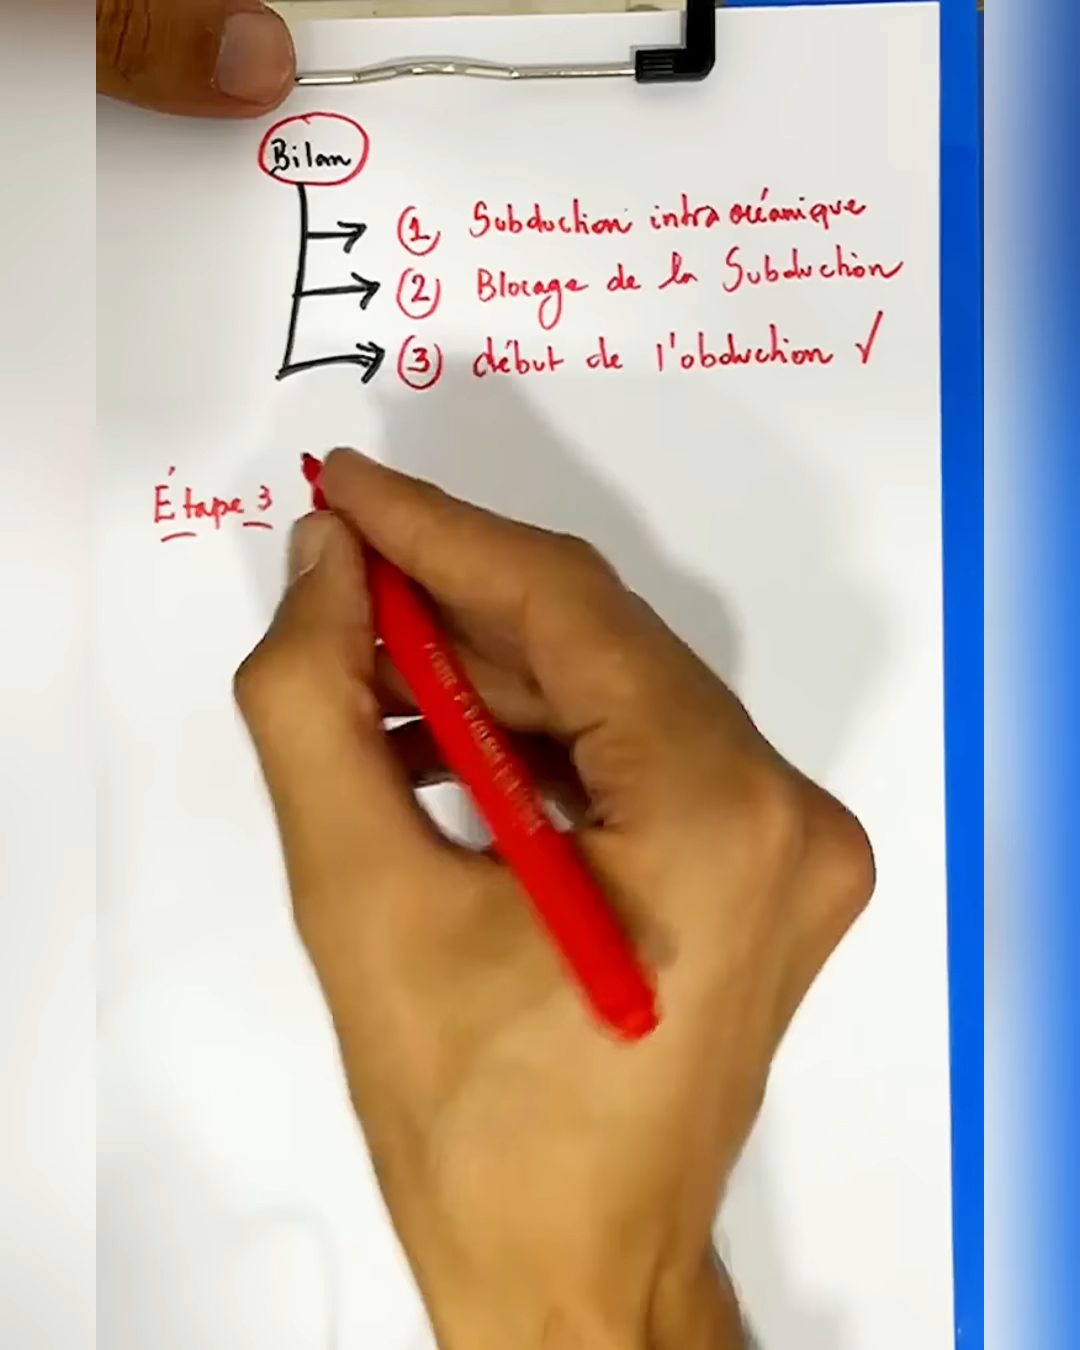 Bilan
1 Subduction intra océanique
2 Blocage de la Subduction
3 début de l'obduction ✓
Étape 3